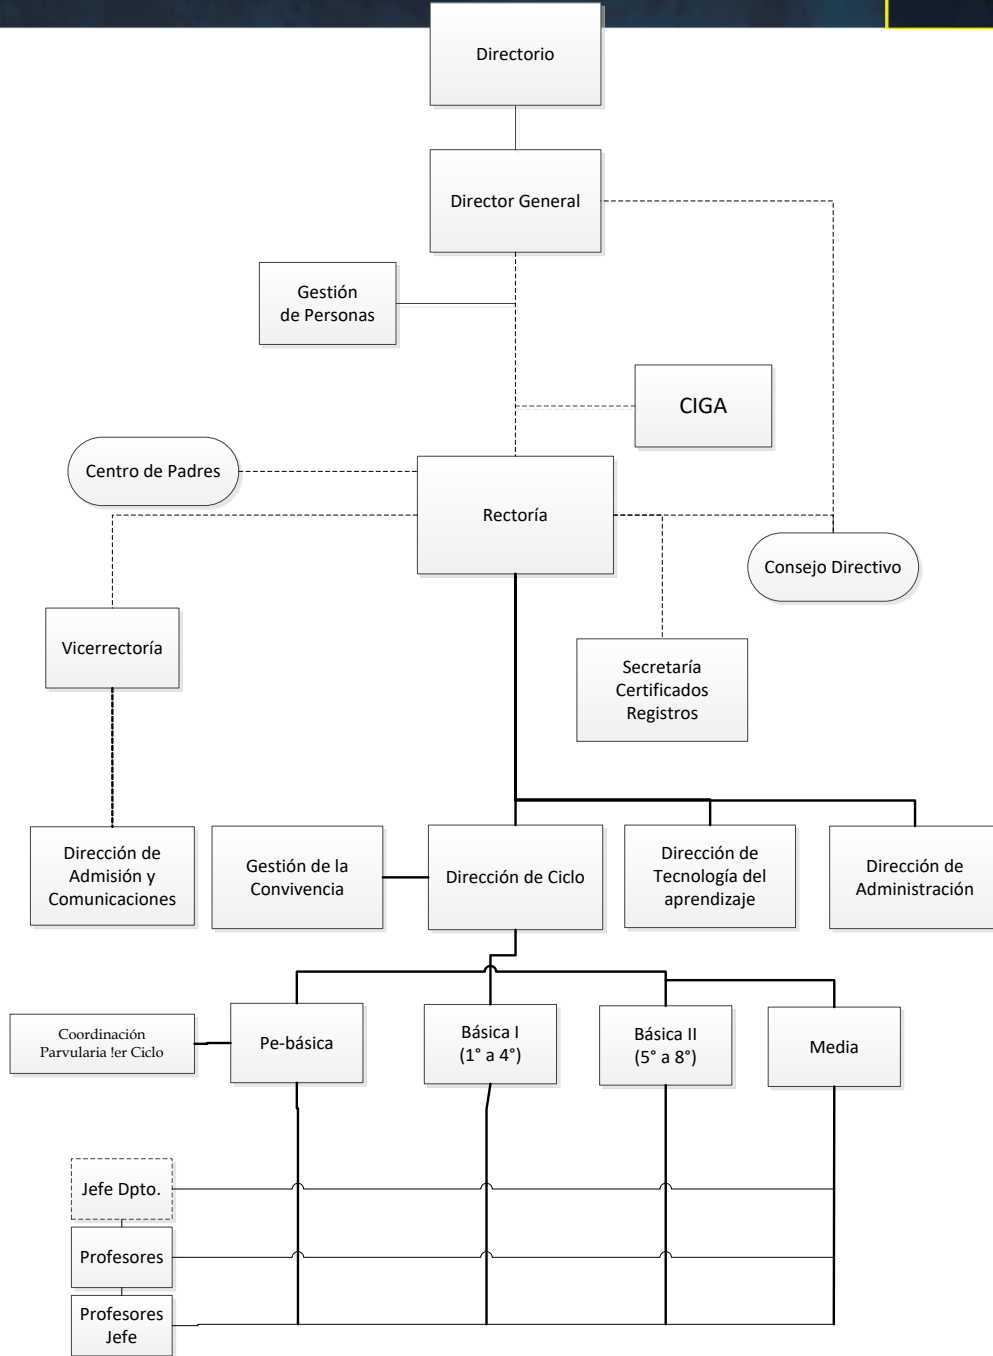 Directorio
Director General
Gestión
de Personas
CIGA
Centro de Padres
Rectoría
Consejo Directivo
Vicerrectoría
Secretaría
Certificados
Registros
Dirección de
Admisión y
Comunicaciones
Gestión de la
Convivencia
Dirección de Ciclo
Dirección de
Tecnología del
aprendizaje
Dirección de
Administración
Coordinación
Parvularia !er Ciclo
Pe-básica
Básica I
(1° a 4°)
Básica II
(5° a 8°)
Media
Jefe Dpto.
Profesores
Profesores
Jefe